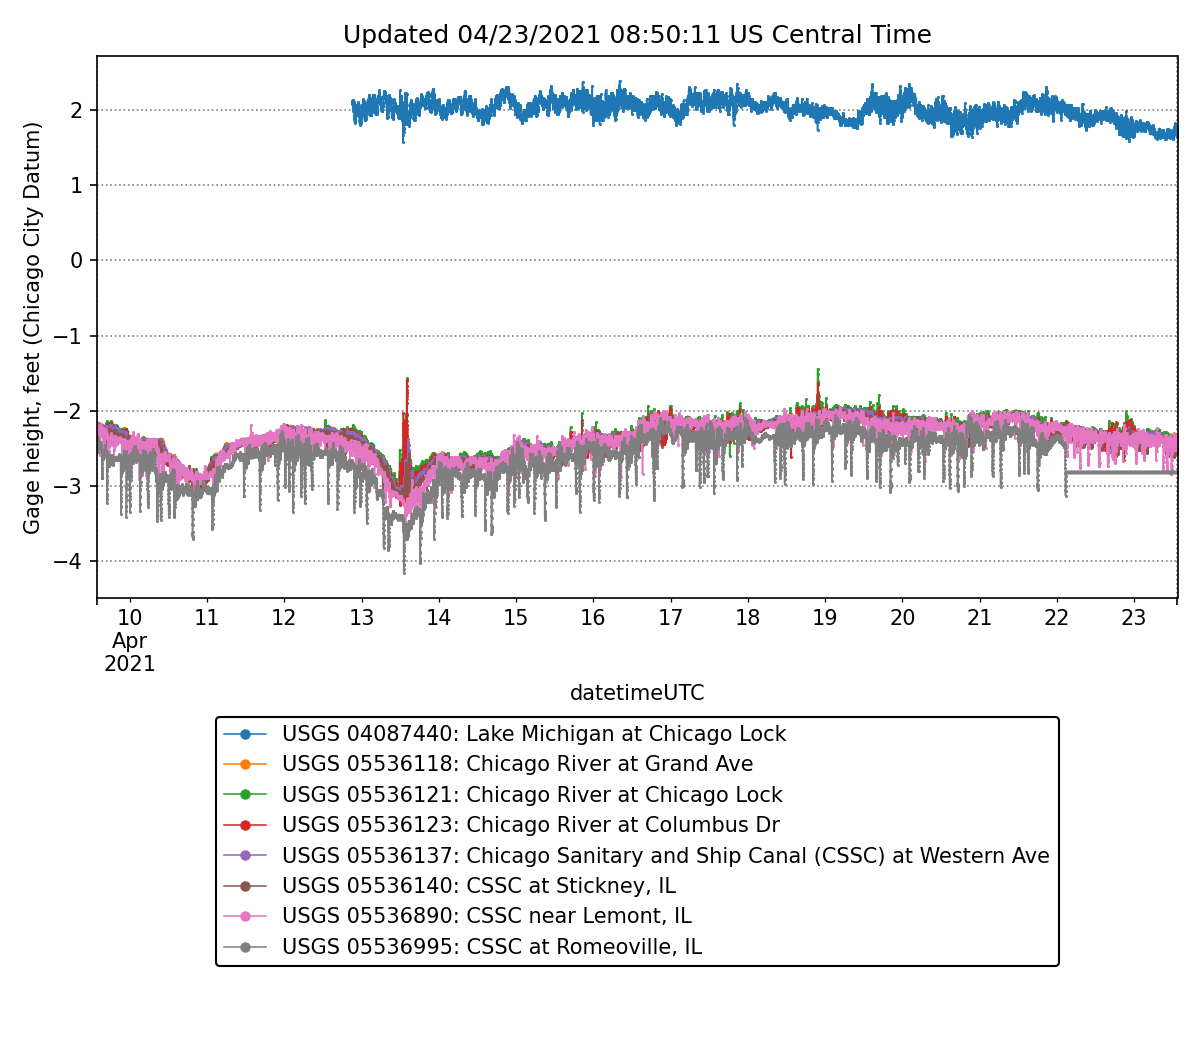 Updated 04/23/2021 08:50:11 US Central Time
Gage height, feet (Chicago City Datum)
2
1
0
−1
−2
−3
−4
10 11 12 13 14 15 16 17 18 19 20 21 22 23
Apr
2021
datetimeUTC
USGS 04087440: Lake Michigan at Chicago Lock
USGS 05536118: Chicago River at Grand Ave
USGS 05536121: Chicago River at Chicago Lock
USGS 05536123: Chicago River at Columbus Dr
USGS 05536137: Chicago Sanitary and Ship Canal (CSSC) at Western Ave
USGS 05536140: CSSC at Stickney, IL
USGS 05536890: CSSC near Lemont, IL
USGS 05536995: CSSC at Romeoville, IL